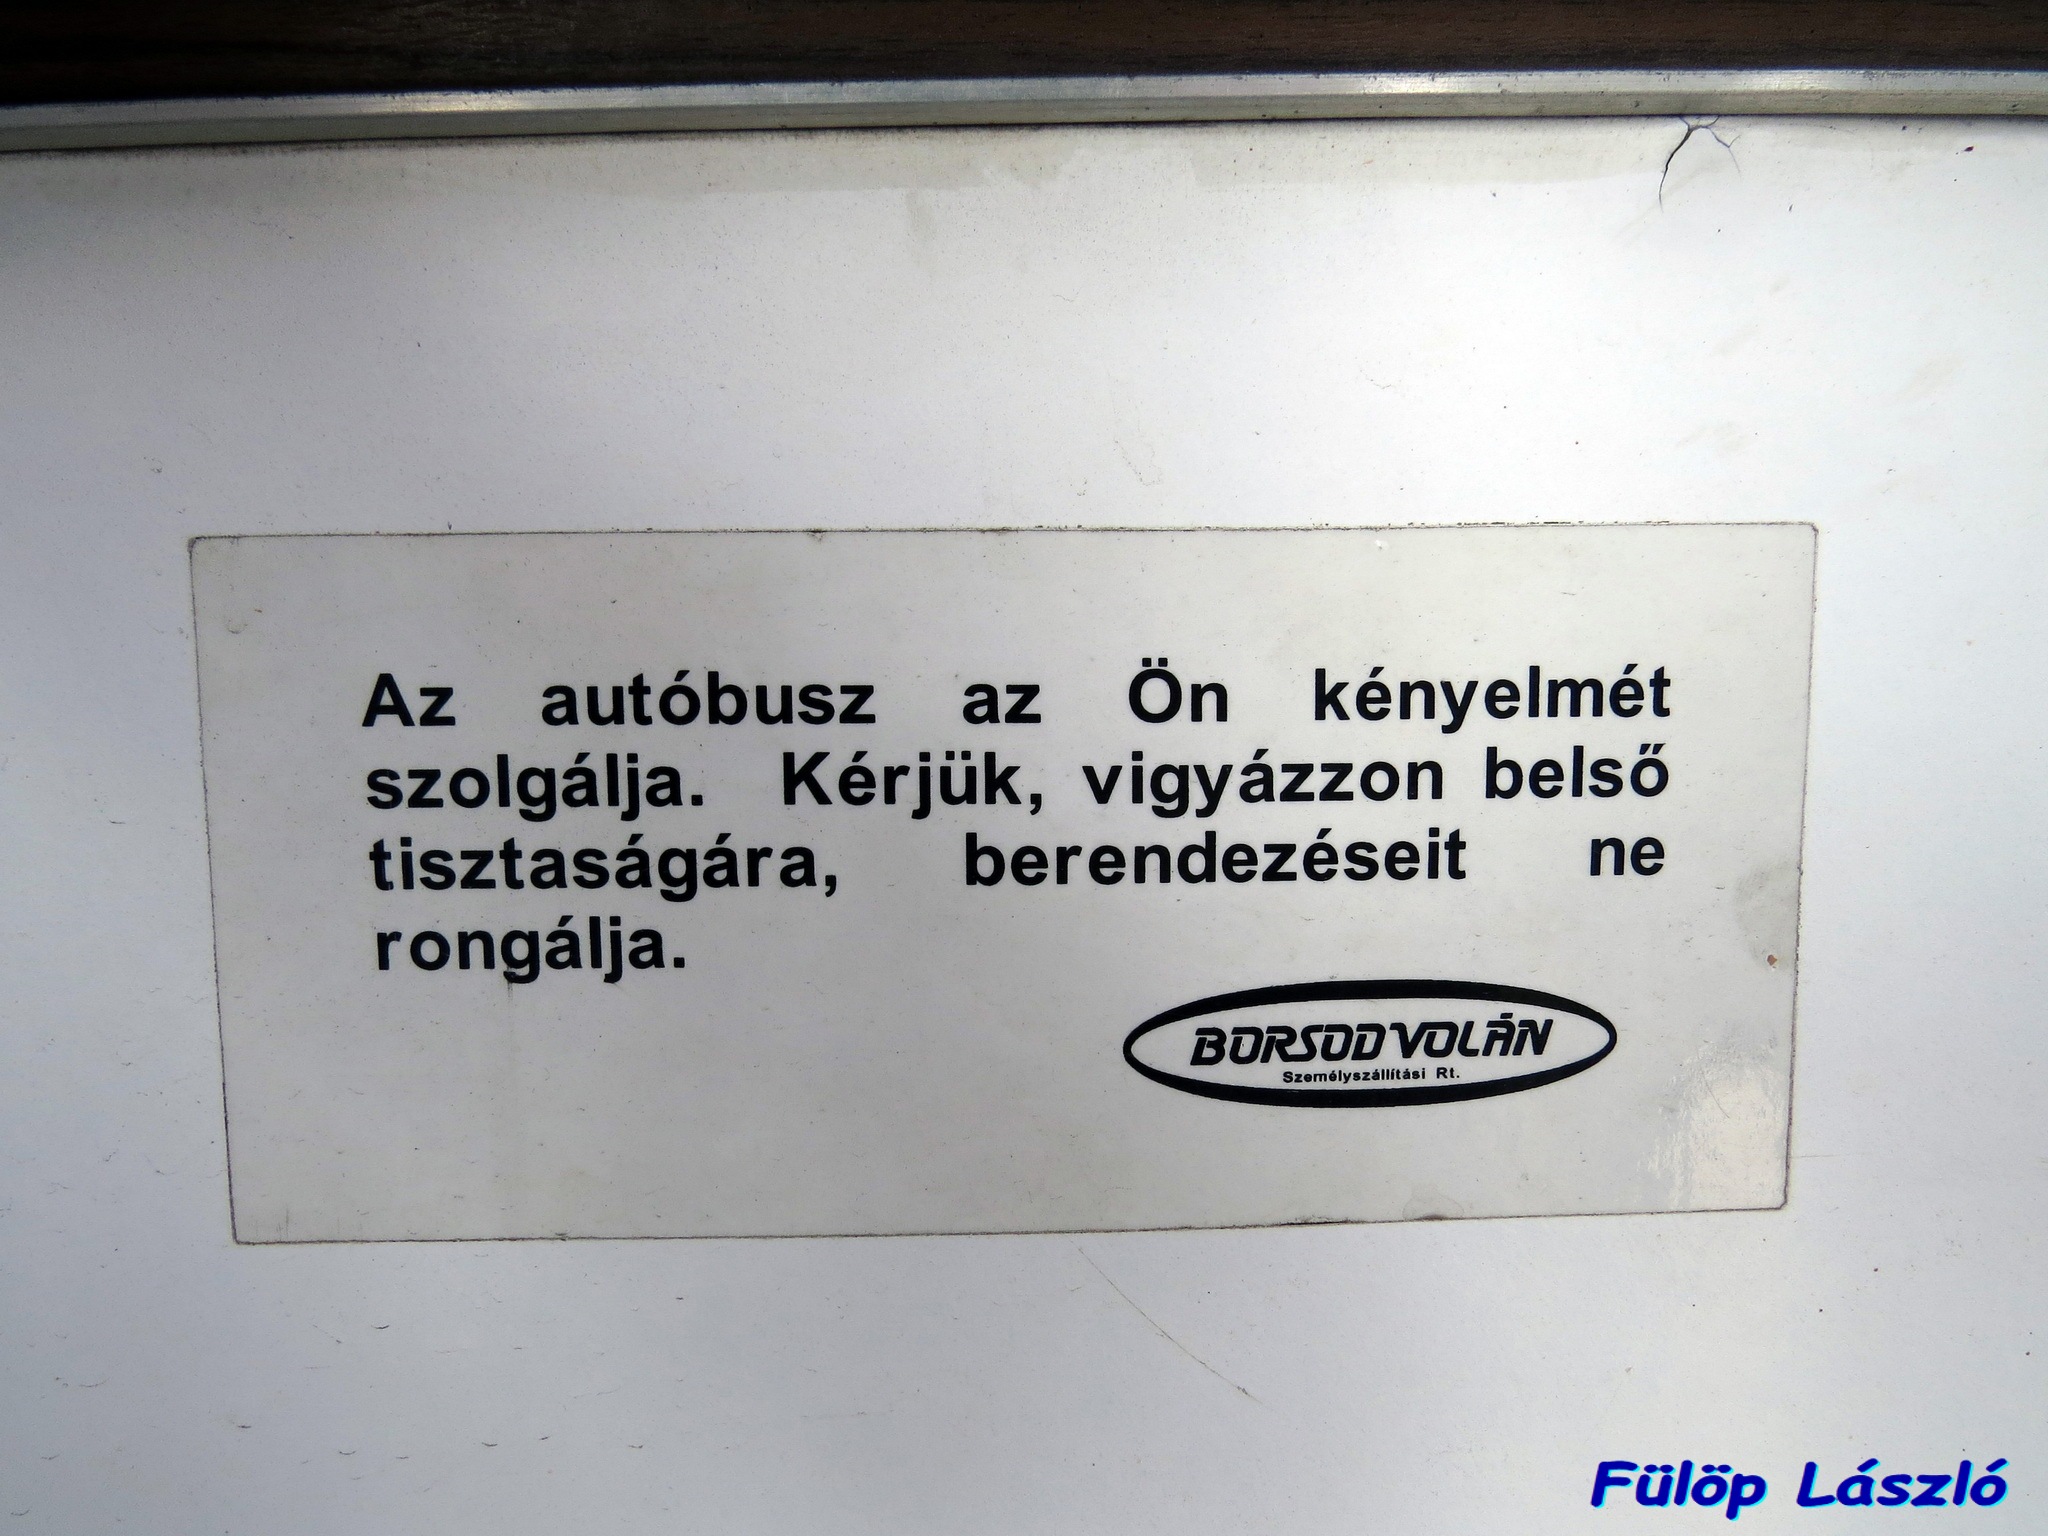 Az autóbusz az Ön kényelmét
szolgálja. Kérjük, vigyázzon belső
tisztaságára, berendezéseit ne
rongálja.
BORSOD VOLÁN
Személyszállítási Rt.
Fülöp László